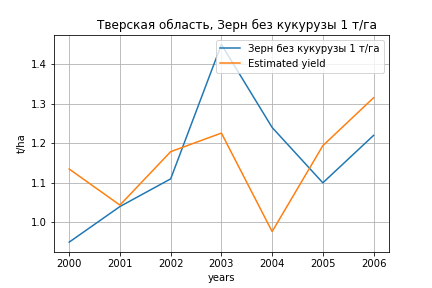 Тверская область, Зерн без кукурузы 1 т/га
Зерн без кукурузы 1 т/га
Estimated yield
t/ha
1.4
1.3
1.2
1.1
1.0
2000 2001 2002 2003 2004 2005 2006
years